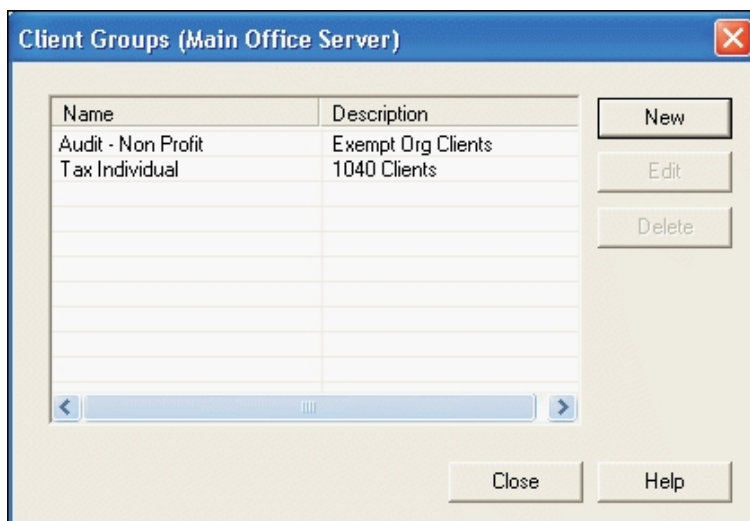 Client Groups (Main Office Server)
Name Description New
Audit - Non Profit Exempt Org Clients
Tax Individual 1040 Clients Edit
Delete
Close Help